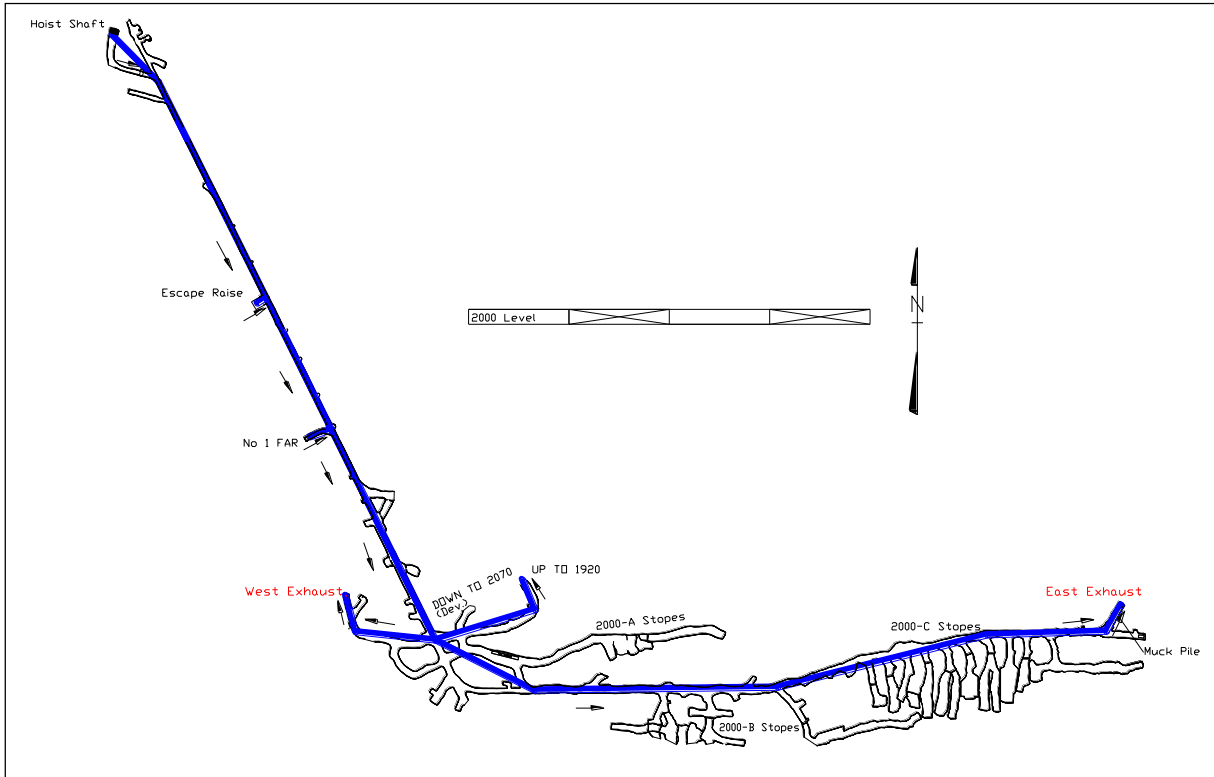 Hoist Shaft
Escape Raise
2000 Level
N
No 1 FAR
West Exhaust
DOWN TO 2070
(Dev)
UP TO 1920
2000-A Stopes
East Exhaust
2000-C Stopes
Muck Pile
2000-B Stopes